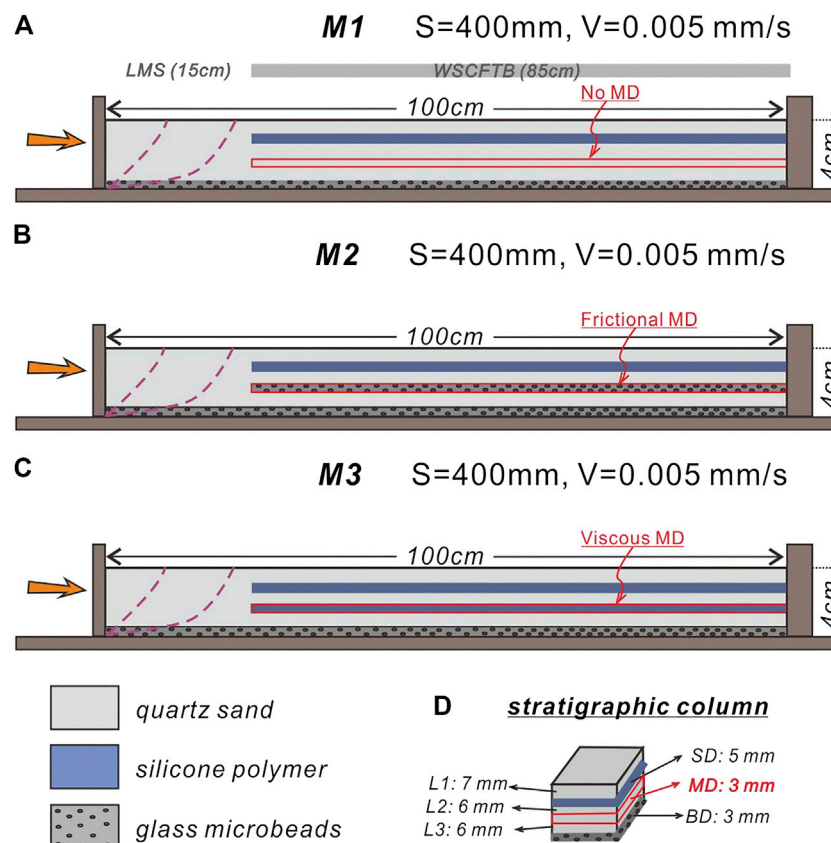 A
M1 S=400mm, V=0.005 mm/s
LMS (15cm) WSCFTB (85cm)
No MD
100cm
4cm
B
M2 S=400mm, V=0.005 mm/s
Frictional MD
100cm
4cm
C
M3 S=400mm, V=0.005 mm/s
Viscous MD
100cm
4cm
D stratigraphic column
quartz sand
silicone polymer
glass microbeads
L1: 7 mm
L2: 6 mm
L3: 6 mm
SD: 5 mm
MD: 3 mm
BD: 3 mm